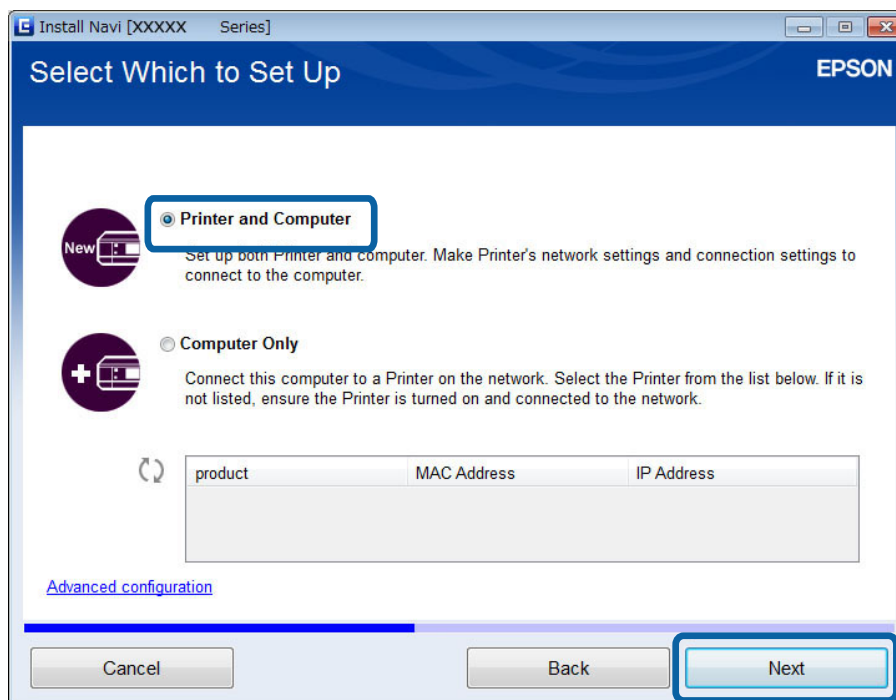 Install Navi [XXXXX Series]
Select Which to Set Up
EPSON
New
Printer and Computer
Set up both Printer and computer. Make Printer's network settings and connection settings to
connect to the computer.
Computer Only
Connect this computer to a Printer on the network. Select the Printer from the list below. If it is
not listed, ensure the Printer is turned on and connected to the network.
product MAC Address IP Address
Advanced configuration
Cancel Back Next